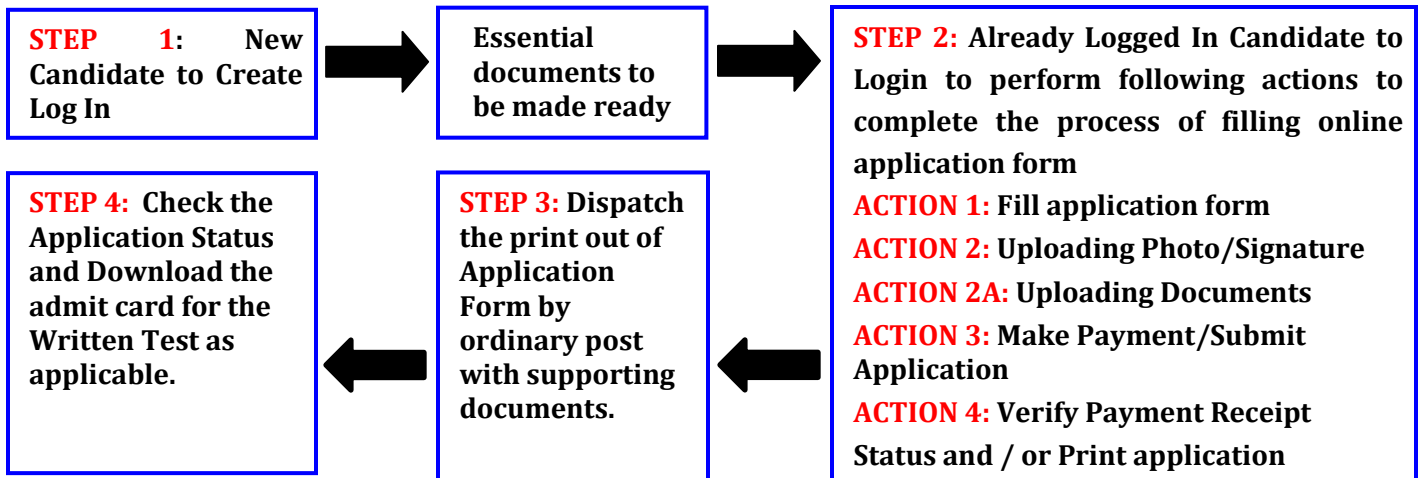 STEP 1: New
Candidate to Create
Log In
Essential
documents to
be made ready
STEP 2: Already Logged In Candidate to
Login to perform following actions to
complete the process of filling online
application form
ACTION 1: Fill application form
ACTION 2: Uploading Photo/Signature
ACTION 2A: Uploading Documents
ACTION 3: Make Payment/Submit
Application
ACTION 4: Verify Payment Receipt
Status and / or Print application
STEP 3: Dispatch
the print out of
Application
Form by
ordinary post
with supporting
documents.
STEP 4: Check the
Application Status
and Download the
admit card for the
Written Test as
applicable.